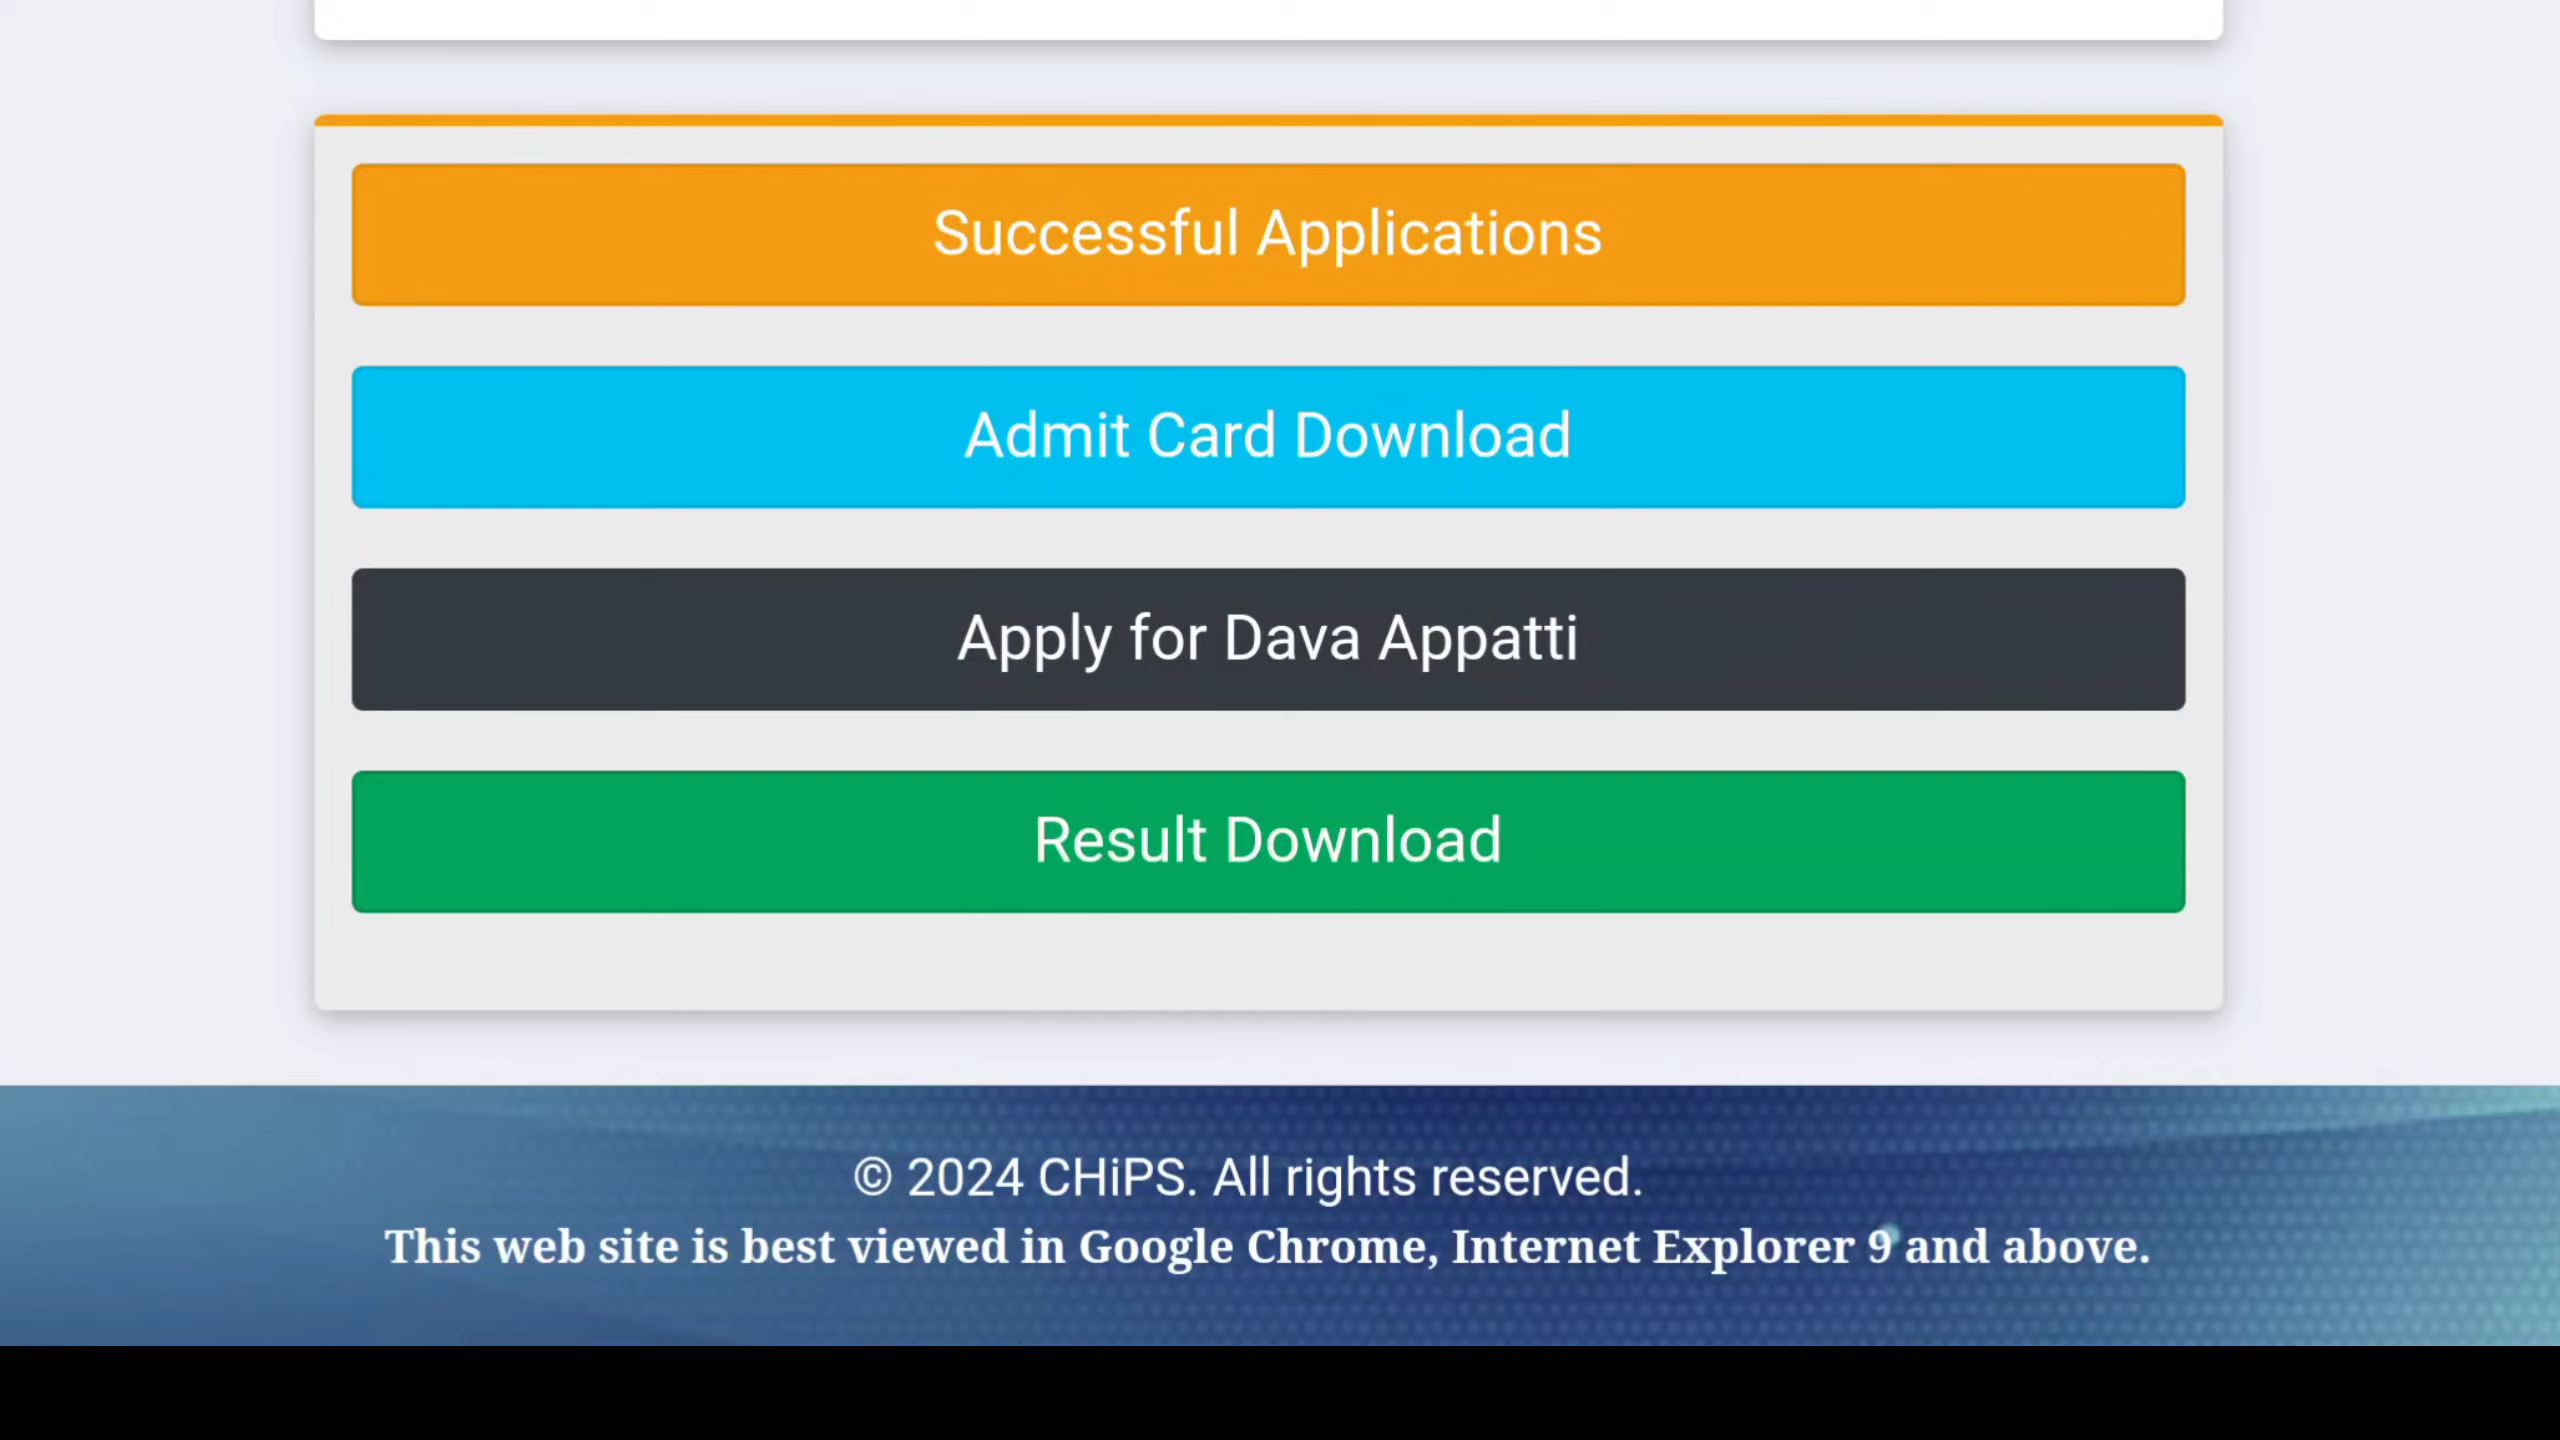 Successful Applications
Admit Card Download
Apply for Dava Appatti
Result Download
© 2024 CHiPS. All rights reserved.
This web site is best viewed in Google Chrome, Internet Explorer 9 and above.